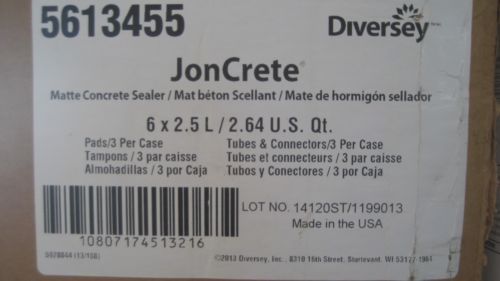 5613455
Diversey
JonCrete
Matte Concrete Sealer / Mat béton Scellant / Mate de hormigón sellador
6 x 2.5 L / 2.64 U.S. Qt.
Pads/3 Per Case
Tampons / 3 par caisse
Almohadillas / 3 por Caja
Tubes & Connectors/3 Per Case
Tubes et connecteurs / 3 par caisse
Tubos y Conectores / 3 por Caja
LOT NO. 14120ST/1199013
Made in the USA
10807174513216
©2013 Diversey, Inc., 8310 16th Street, Sturtevant, WI 53177-1964